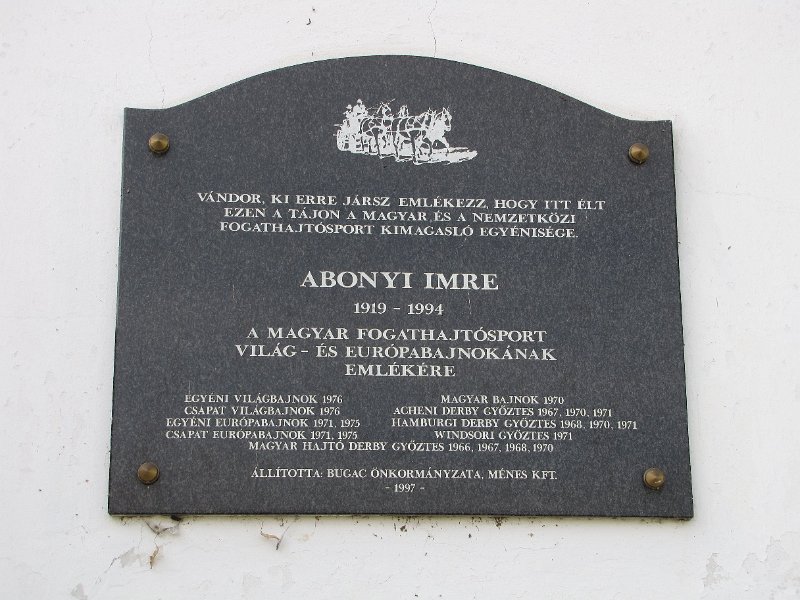 VÁNDOR, KI ERRE JÁRSZ EMLÉKEZZ, HOGY ITT ÉLT
EZEN A TÁJON A MAGYAR ÉS A NEMZETKÖZI
FOGATHAJTÓSPORT KIMAGASLÓ EGYÉNISÉGE.
ABONYI IMRE
1919 - 1994
A MAGYAR FOGATHAJTÓSPORT
VILÁG- ÉS EURÓPABAJNOKÁNAK
EMLÉKÉRE
EGYÉNI VILÁGBAJNOK 1976
CSAPAT VILÁGBAJNOK 1976
EGYÉNI EURÓPABAJNOK 1971, 1975
CSAPAT EURÓPABAJNOK 1971, 1975
MAGYAR BAJNOK 1970
ACHENI DERBY GYŐZTES 1967, 1970, 1971
HAMBURGI DERBY GYŐZTES 1968, 1970, 1971
WINDSORI GYŐZTES 1971
MAGYAR HAJTÓ DERBY GYŐZTES 1966, 1967, 1968, 1970
ÁLLÍTOTTA: BUGAC ÖNKORMÁNYZATA, MÉNES KFT.
- 1997 -